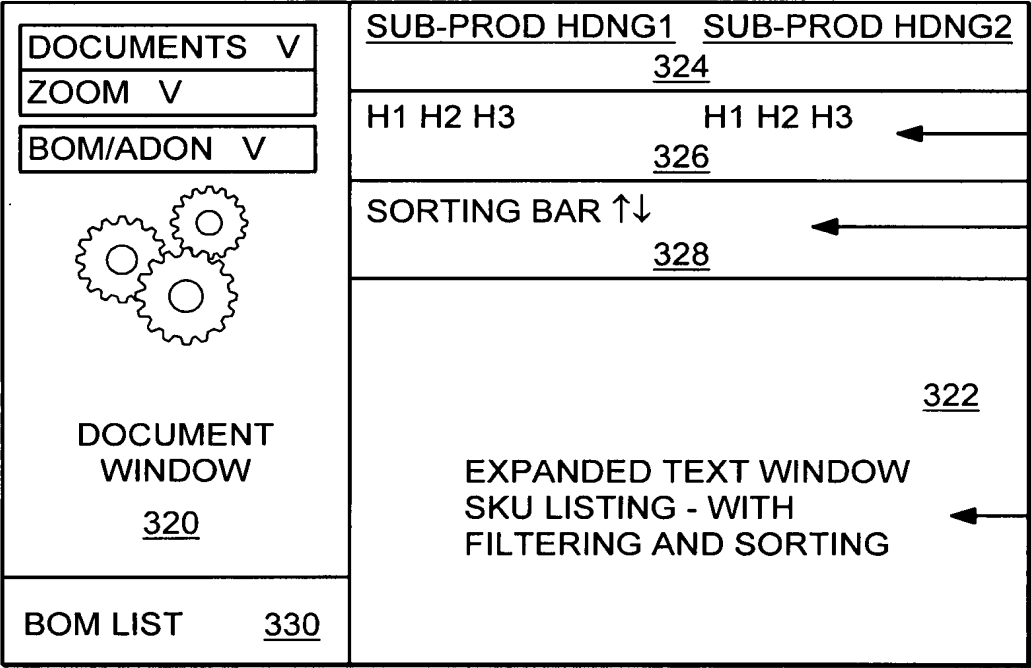 DOCUMENTS V
ZOOM V
BOM/ADON V
DOCUMENT
WINDOW
320
BOM LIST 330
SUB-PROD HDNG1 SUB-PROD HDNG2
324
H1 H2 H3 H1 H2 H3
326
SORTING BAR ↑↓
328
322
EXPANDED TEXT WINDOW
SKU LISTING - WITH
FILTERING AND SORTING